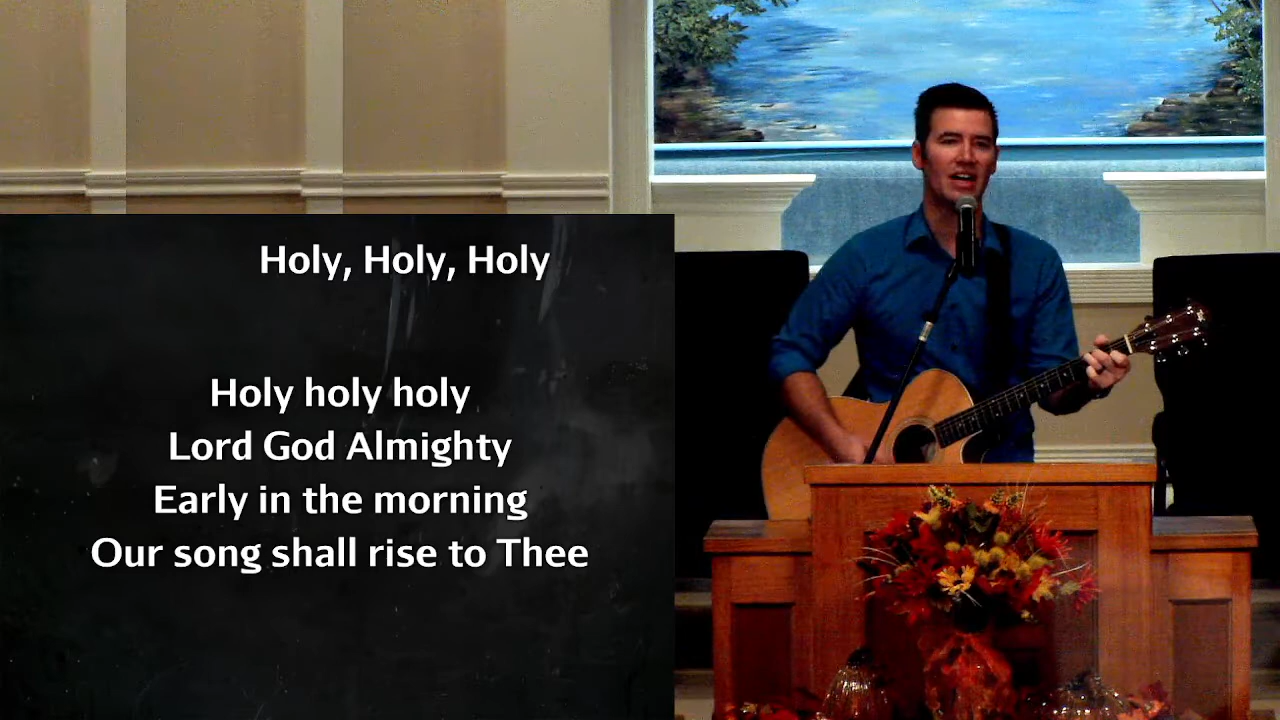 Holy, Holy, Holy
Holy holy holy
Lord God Almighty
Early in the morning
Our song shall rise to Thee